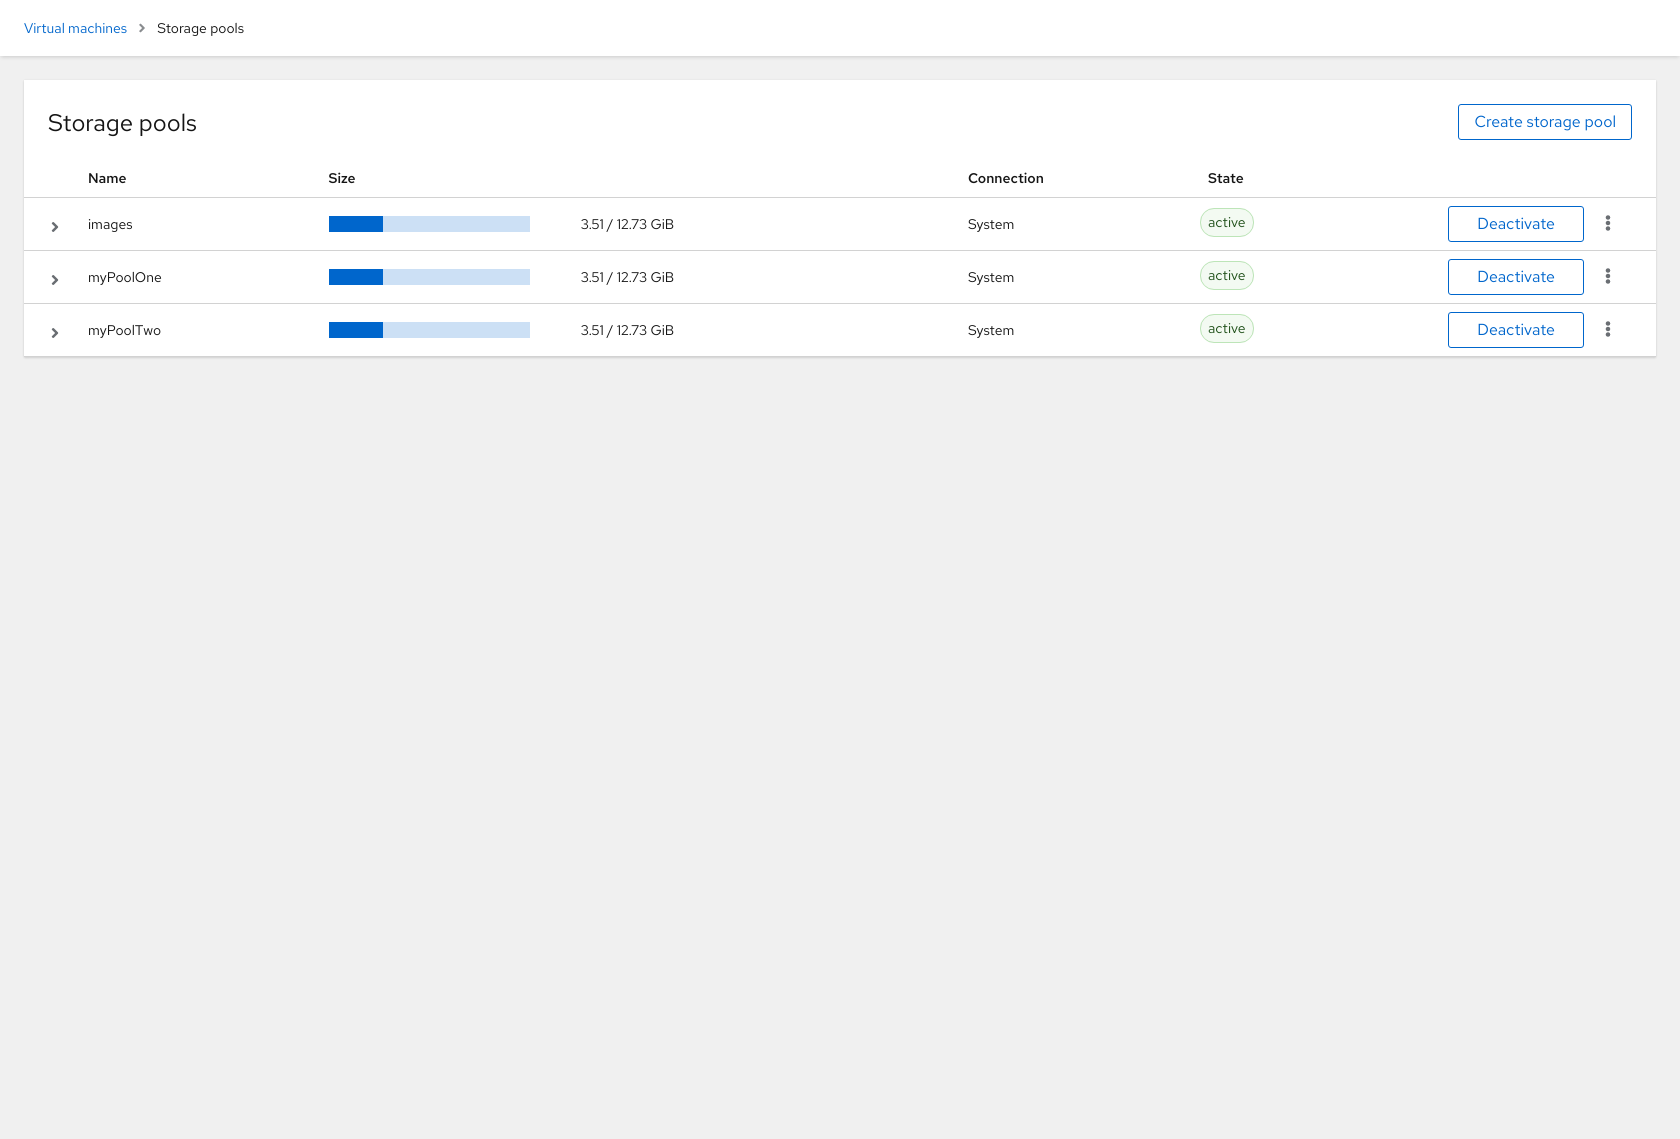 Virtual machines > Storage pools
Storage pools Create storage pool
Name Size Connection State
images 3.51 / 12.73 GiB System active Deactivate
myPoolOne 3.51 / 12.73 GiB System active Deactivate
myPoolTwo 3.51 / 12.73 GiB System active Deactivate